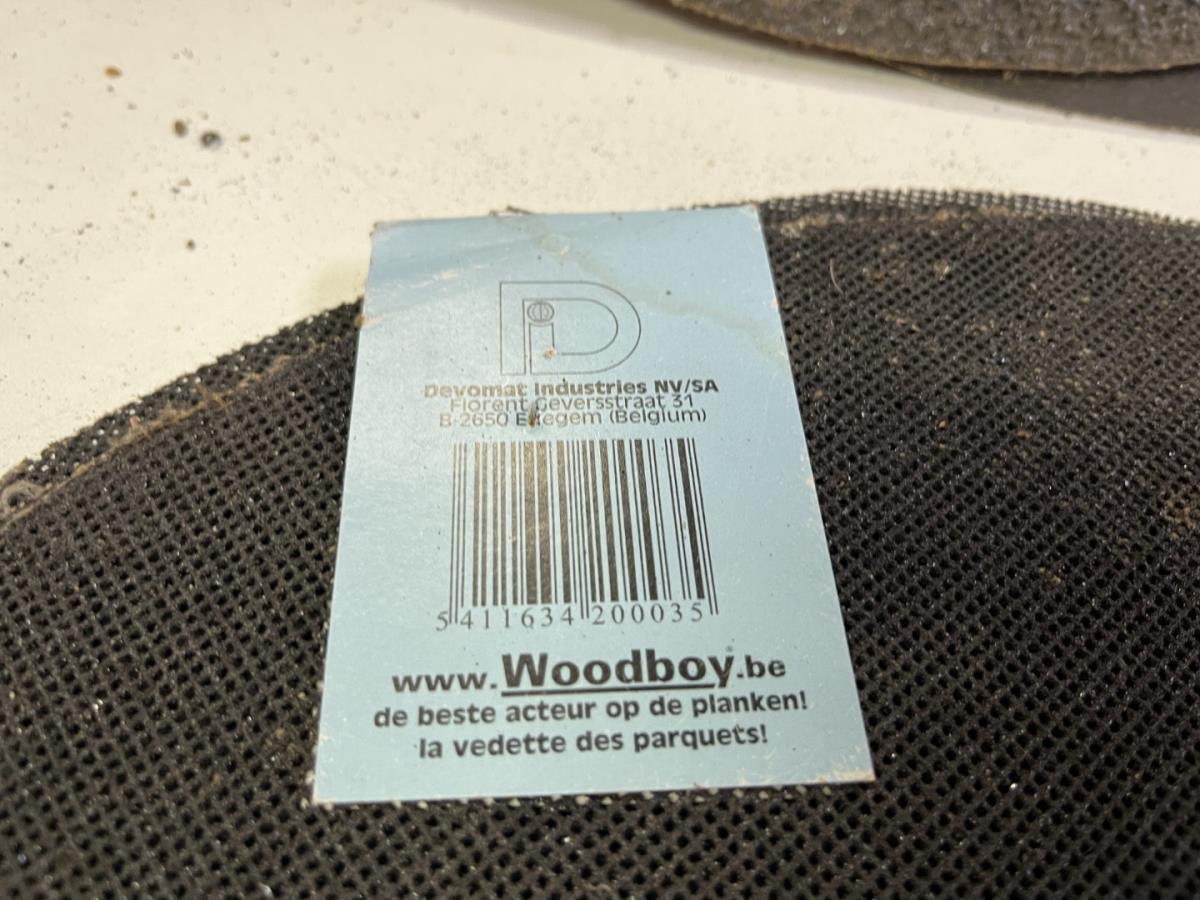 Devomat Industries NV/SA
Florent Geversstraat 31
B-2650 Edegem (Belgium)
5 411634 200035
www.Woodboy.be
de beste acteur op de planken!
la vedette des parquets!